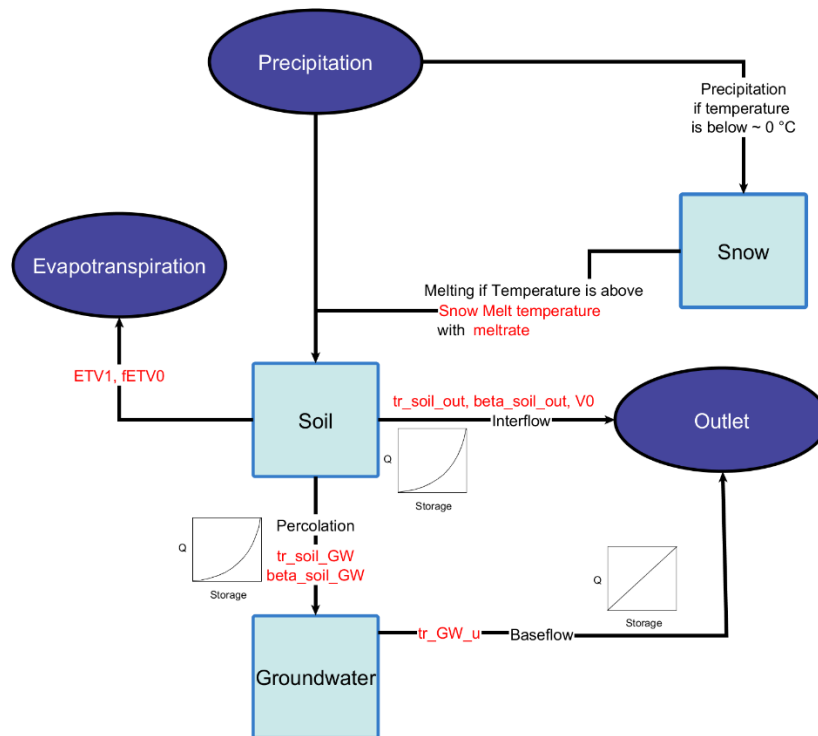 Precipitation
Precipitation
if temperature
is below ~ 0 °C
Snow
Evapotranspiration
Melting if Temperature is above
Snow Melt temperature
with meltrate
ETV1, fETV0
Soil
tr_soil_out, beta_soil_out, V0
Interflow
Outlet
Q
Storage
Percolation
tr_soil_GW
beta_soil_GW
Q
Storage
Q
Storage
tr_GW_u
Baseflow
Groundwater